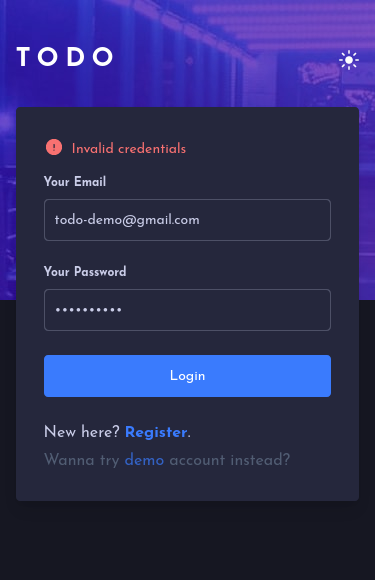 TODO
Invalid credentials
Your Email
todo-demo@gmail.com
Your Password
••••••••••
Login
New here? Register.
Wanna try demo account instead?